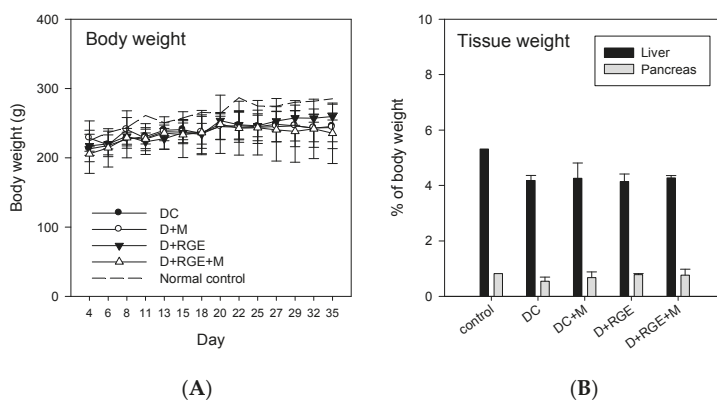 Body weight
Body weight (g)
400
300
200
100
0
DC
D+M
D+RGE
D+RGE+M
Normal control
4 6 8 11 13 15 18 20 22 25 27 29 32 35
Day
(A)
Tissue weight
Liver
Pancreas
% of body weight
10
8
6
4
2
0
control
DC
DC+M
D+RGE
D+RGE+M
(B)